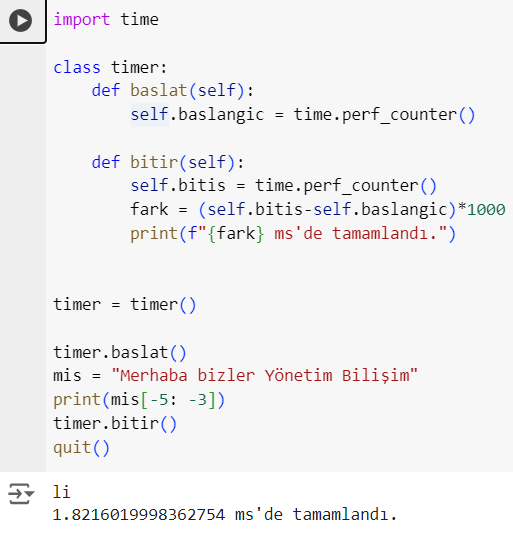 import time
class timer:
    def baslat(self):
        self.baslangic = time.perf_counter()
    def bitir(self):
        self.bitis = time.perf_counter()
        fark = (self.bitis-self.baslangic)*1000
        print(f"{fark} ms'de tamamlandı.")
timer = timer()
timer.baslat()
mis = "Merhaba bizler Yönetim Bilişim"
print(mis[-5: -3])
timer.bitir()
quit()
li
1.8216019998362754 ms'de tamamlandı.